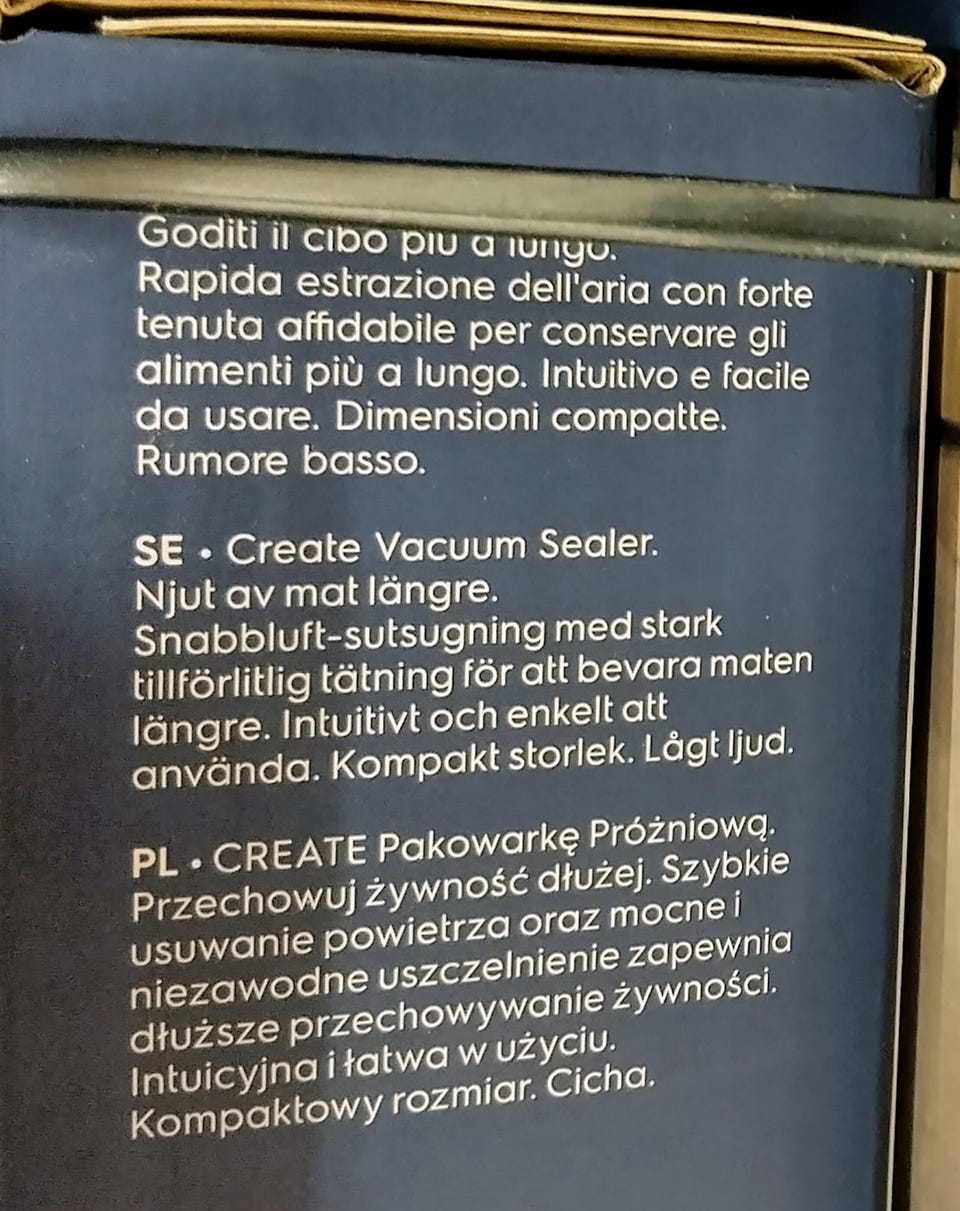 Goditi il cibo più a lungo.
Rapida estrazione dell'aria con forte
tenuta affidabile per conservare gli
alimenti più a lungo. Intuitivo e facile
da usare. Dimensioni compatte.
Rumore basso.
SE • Create Vacuum Sealer.
Njut av mat längre.
Snabbluft-sutsugning med stark
tillförlitlig tätning för att bevara maten
längre. Intuitivt och enkelt att
använda. Kompakt storlek. Lågt ljud.
PL • CREATE Pakowarkę Próżniową.
Przechowuj żywność dłużej. Szybkie
usuwanie powietrza oraz mocne i
niezawodne uszczelnienie zapewnia
dłuższe przechowywanie żywności.
Intuicyjna i łatwa w użyciu.
Kompaktowy rozmiar. Cicha.